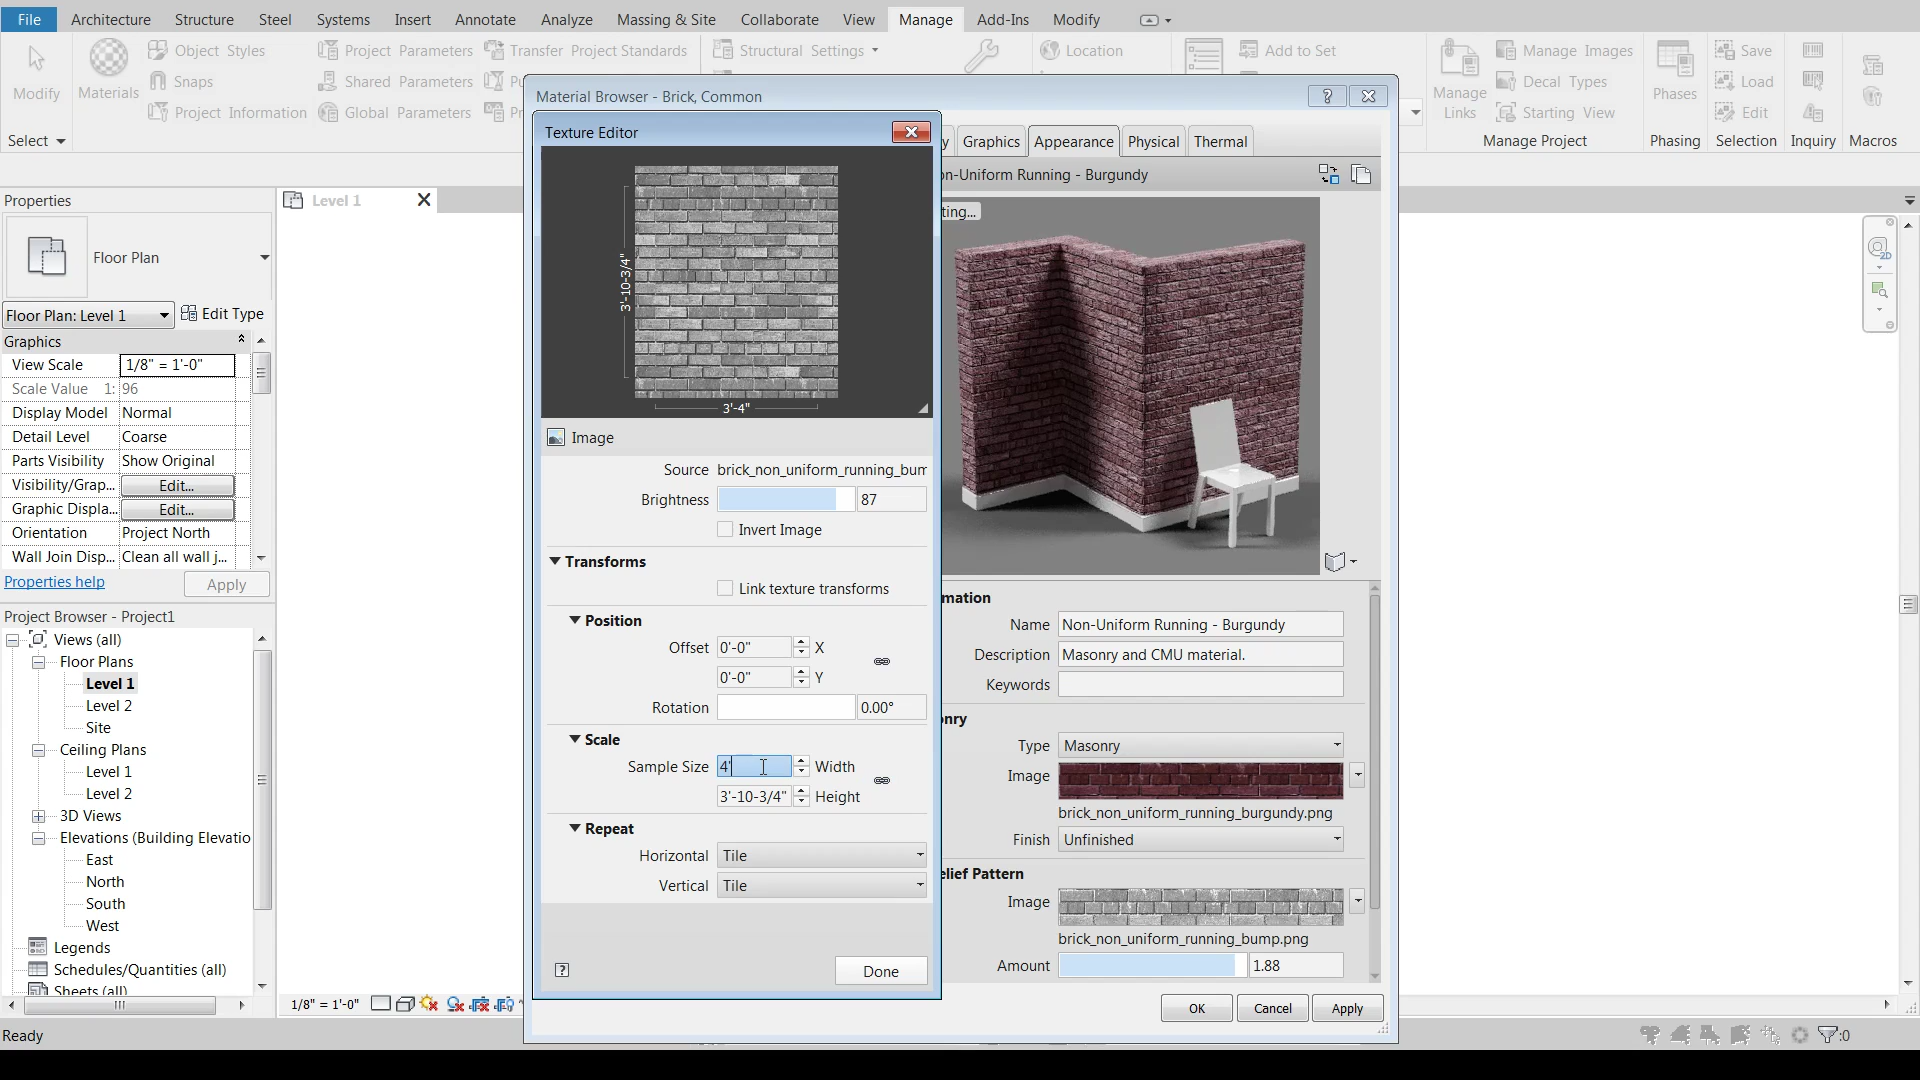 File Architecture Structure Steel Systems Insert Annotate Analyze Massing & Site Collaborate View Manage Add-Ins Modify
Modify
Select
Materials
Object Styles
Snaps
Project Information
Project Parameters
Shared Parameters
Global Parameters
Transfer Project Standards
Structural Settings
Location
Add to Set
Manage Links
Manage Images
Decal Types
Starting View
Manage Project
Phases
Phasing
Save
Load
Edit
Selection
Inquiry
Macros
Properties
Floor Plan
Floor Plan: Level 1
Edit Type
Graphics
View Scale 1/8" = 1'-0"
Scale Value 1: 96
Display Model Normal
Detail Level Coarse
Parts Visibility Show Original
Visibility/Grap... Edit...
Graphic Displa... Edit...
Orientation Project North
Wall Join Disp... Clean all wall j...
Properties help
Apply
Project Browser - Project1
Views (all)
Floor Plans
Level 1
Level 2
Site
Ceiling Plans
Level 1
Level 2
3D Views
Elevations (Building Elevatio
East
North
South
West
Legends
Schedules/Quantities (all)
Sheets (all)
Level 1
1/8" = 1'-0"
Ready
:0
2D
Material Browser - Brick, Common
?
y
Graphics
Appearance
Physical
Thermal
on-Uniform Running - Burgundy
ting...
mation
Name Non-Uniform Running - Burgundy
Description Masonry and CMU material.
Keywords
onry
Type Masonry
Image
brick_non_uniform_running_burgundy.png
Finish Unfinished
elief Pattern
Image
brick_non_uniform_running_bump.png
Amount 1.88
OK
Cancel
Apply
Texture Editor
3'-10-3/4"
3'-4"
Image
Source brick_non_uniform_running_bum
Brightness 87
Invert Image
Transforms
Link texture transforms
Position
Offset 0'-0" X
0'-0" Y
Rotation 0.00°
Scale
Sample Size 4' Width
3'-10-3/4" Height
Repeat
Horizontal Tile
Vertical Tile
?
Done